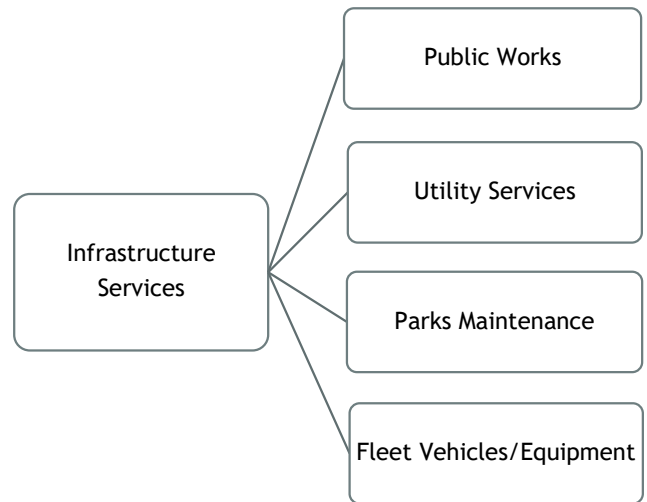 Infrastructure
Services
Public Works
Utility Services
Parks Maintenance
Fleet Vehicles/Equipment